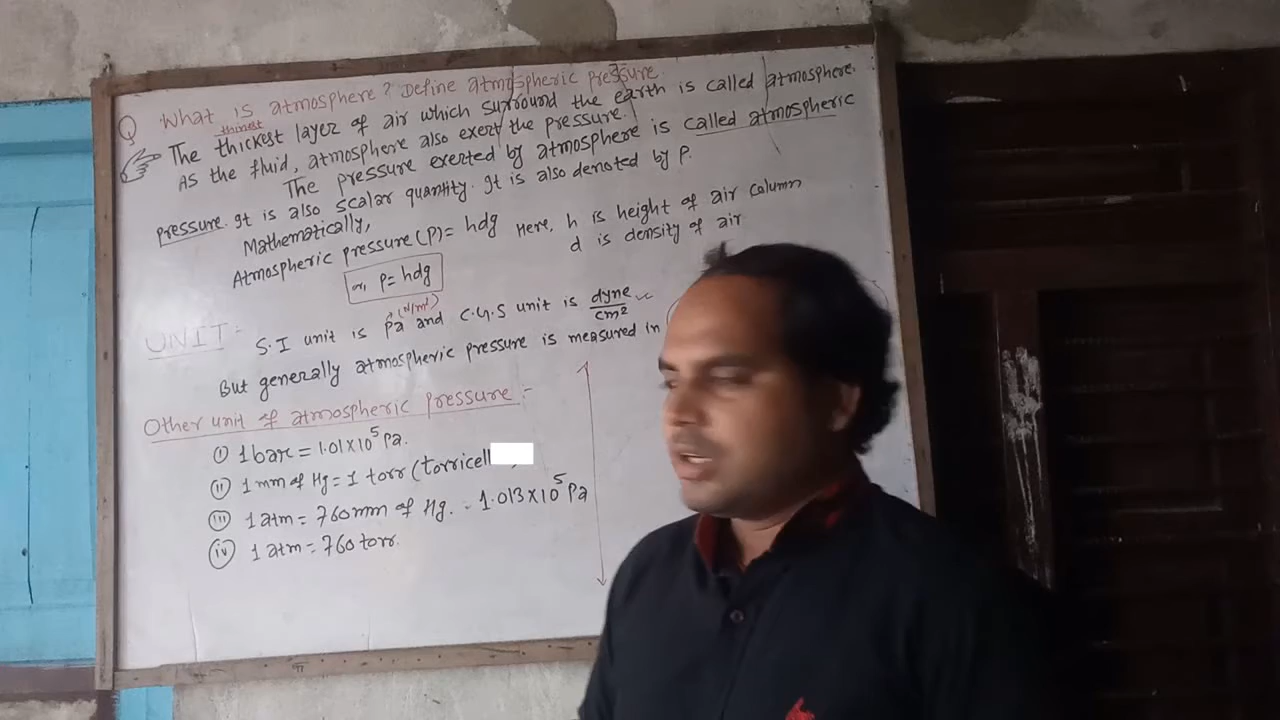 Q What is atmosphere? Define atmospheric pressure.
thinest
The thickest layer of air which surround the earth is called atmosphere.
As the fluid, atmosphere also exert the pressure.
The pressure exerted by atmosphere is called atmospheric
pressure. It is also scalar quantity. It is also denoted by P.
Mathematically,
Atmospheric pressure (P) = hdg Here, h is height of air column
d is density of air
or, P = hdg
(N/m²)
UNIT :- S.I unit is Pa and C.G.S unit is dyne/cm²
But generally atmospheric pressure is measured in
Other unit of atmospheric pressure :-
(i) 1 bar = 1.01×10⁵ Pa.
(ii) 1 mm of Hg = 1 torr (torricell
(iii) 1 atm = 760 mm of Hg. = 1.013×10⁵ Pa
(iv) 1 atm = 760 torr.